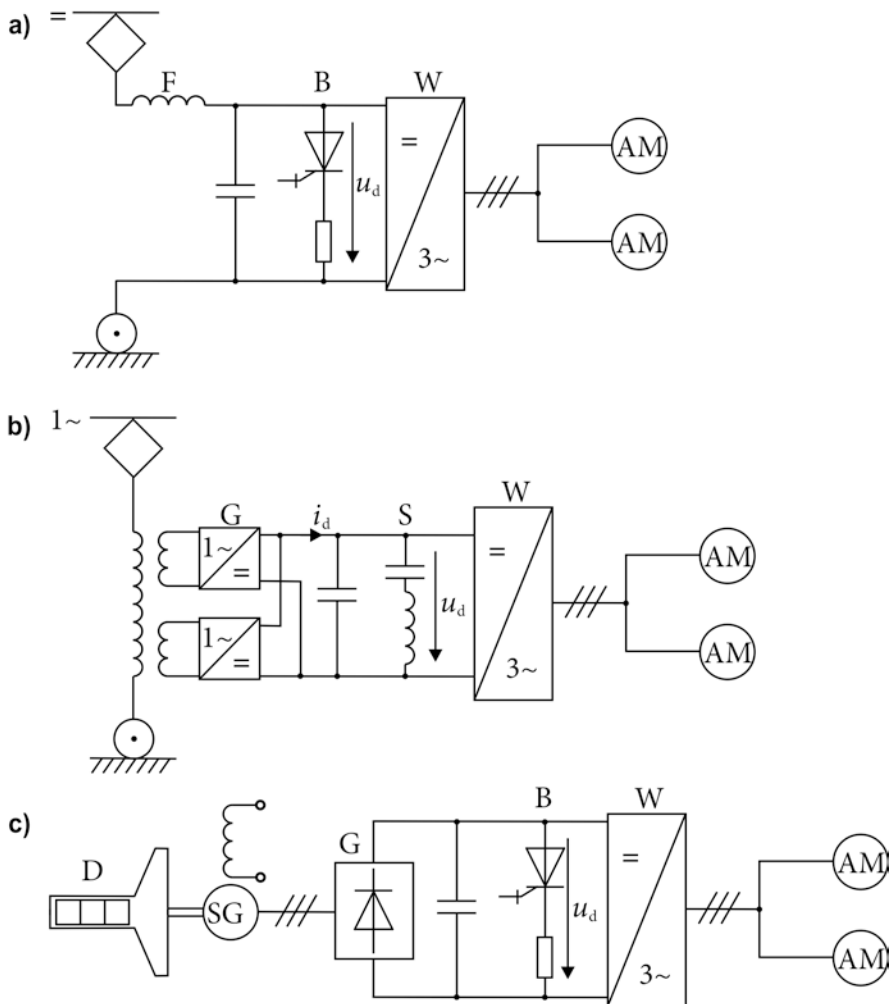 a) =
F B W
= u_d AM
3~ AM
b) 1~
G i_d S W
1~ = = u_d AM
1~ = 3~ AM
c) B W
D SG G = u_d AM
3~ AM